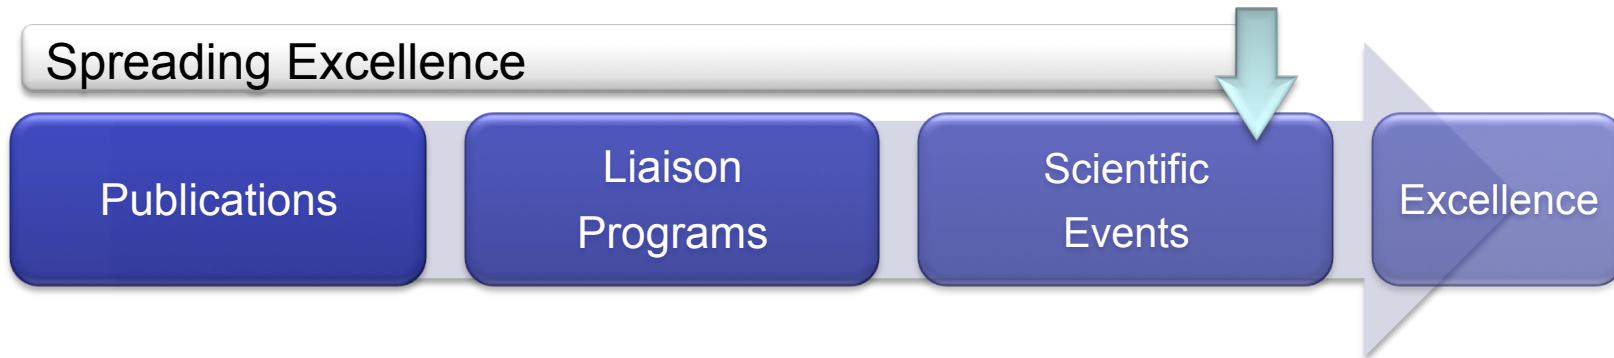 Spreading Excellence
Publications
Liaison
Programs
Scientific
Events
Excellence